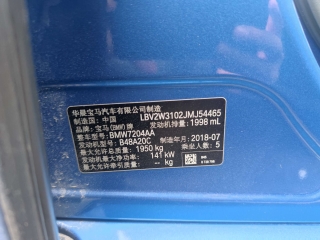 华晨宝马汽车有限公司制造
制造国：中国 LBV2W3102JMJ54465
品牌：宝马(BMW)牌 发动机排量：1998 mL
整车型号：BMW7204AA
发动机型号：B48A20C 制造年月 2018-07
最大允许总质量：1950 kg 乘坐人数： 5
发动机最大净功率： 141 kW
最大允许牵引质量： -- kg